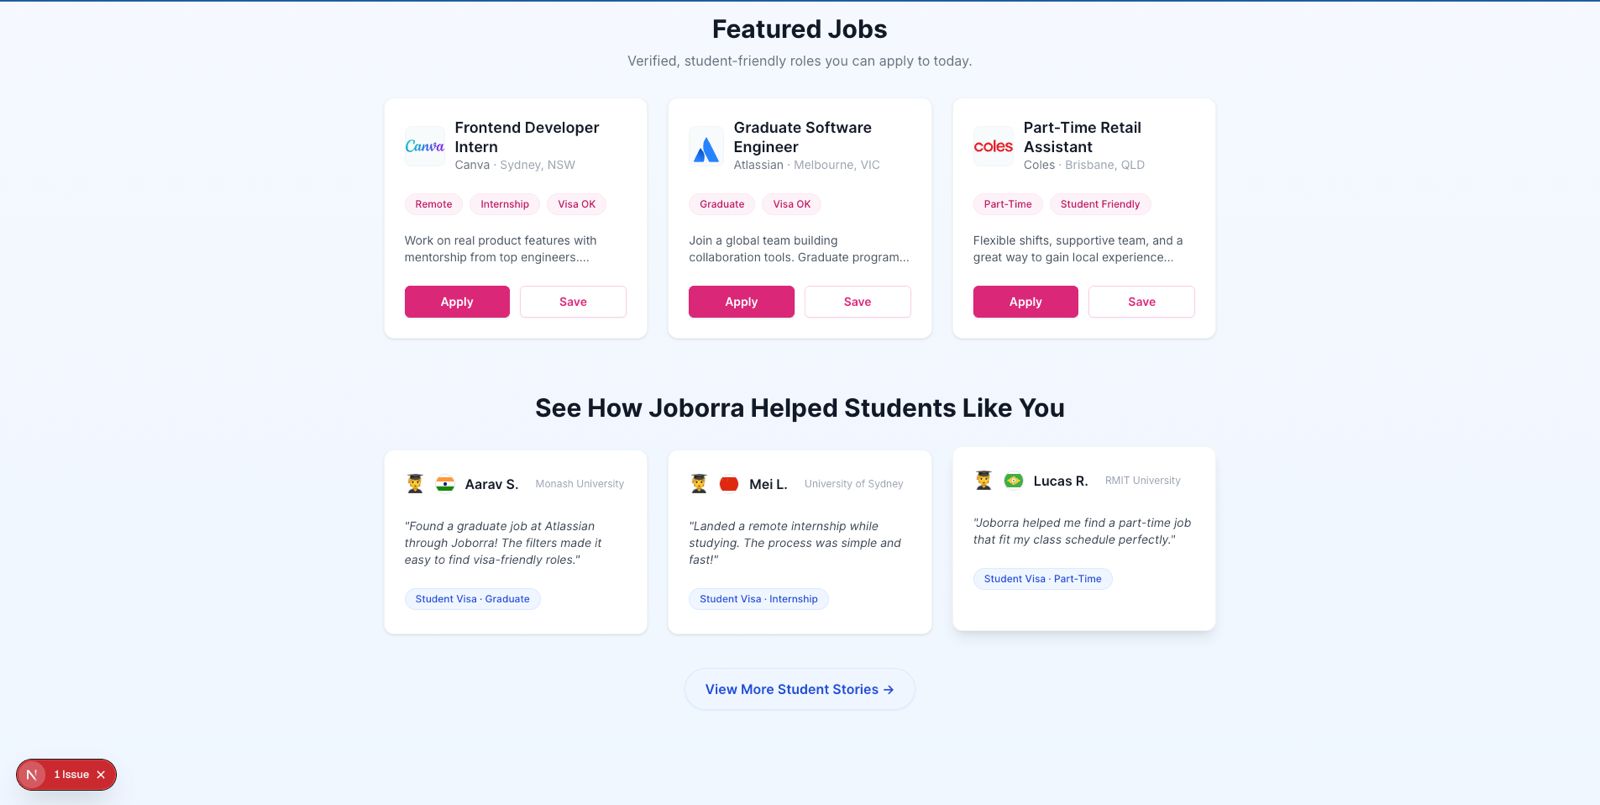 Featured Jobs
Verified, student-friendly roles you can apply to today.
Canva
Frontend Developer
Intern
Canva · Sydney, NSW
Remote
Internship
Visa OK
Work on real product features with
mentorship from top engineers....
Apply
Save
Graduate Software
Engineer
Atlassian · Melbourne, VIC
Graduate
Visa OK
Join a global team building
collaboration tools. Graduate program...
Apply
Save
coles
Part-Time Retail
Assistant
Coles · Brisbane, QLD
Part-Time
Student Friendly
Flexible shifts, supportive team, and a
great way to gain local experience...
Apply
Save
See How Joborra Helped Students Like You
Aarav S.
Monash University
"Found a graduate job at Atlassian
through Joborra! The filters made it
easy to find visa-friendly roles."
Student Visa · Graduate
Mei L.
University of Sydney
"Landed a remote internship while
studying. The process was simple and
fast!"
Student Visa · Internship
Lucas R.
RMIT University
"Joborra helped me find a part-time job
that fit my class schedule perfectly."
Student Visa · Part-Time
View More Student Stories →
N 1 Issue ×